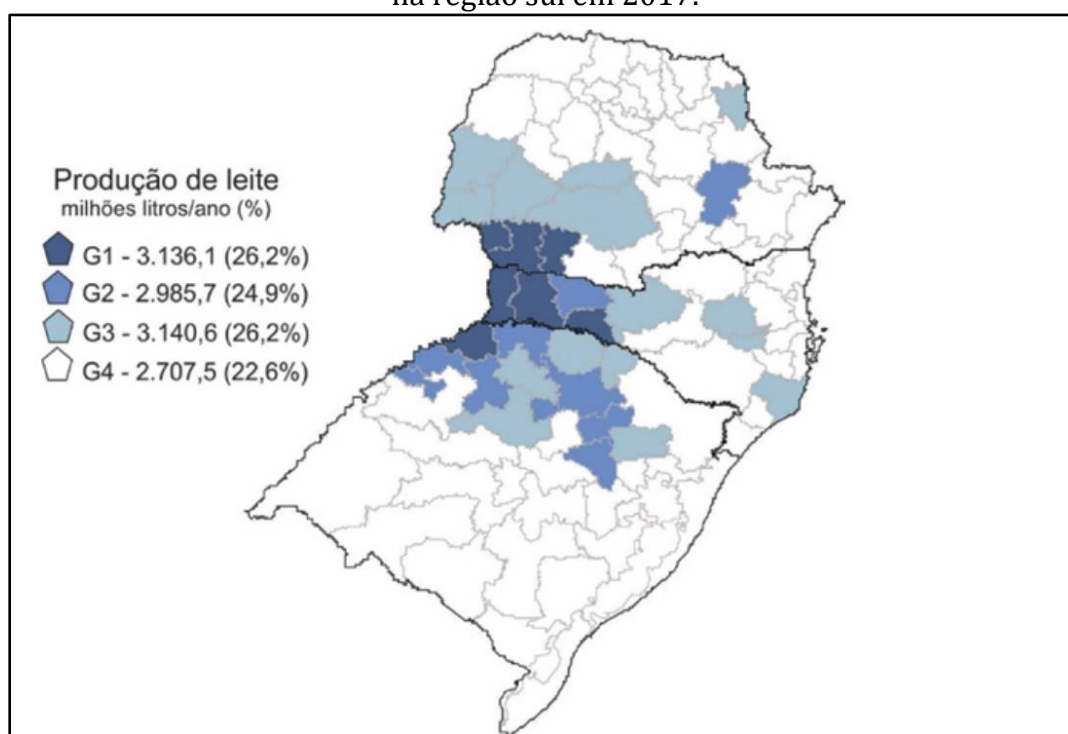 na região sul em 2017.
Produção de leite
milhões litros/ano (%)
G1 - 3.136,1 (26,2%)
G2 - 2.985,7 (24,9%)
G3 - 3.140,6 (26,2%)
G4 - 2.707,5 (22,6%)